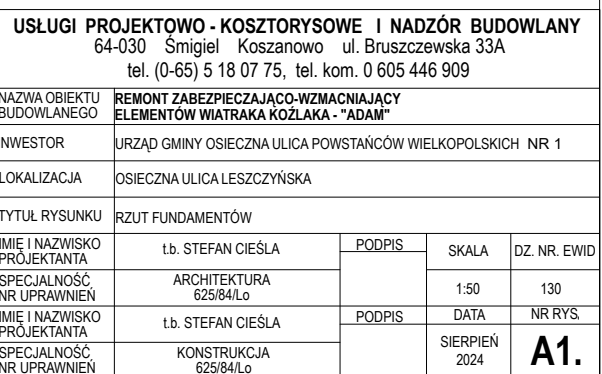 USŁUGI PROJEKTOWO - KOSZTORYSOWE I NADZÓR BUDOWLANY
64-030 Śmigiel Koszanowo ul. Bruszczewska 33A
tel. (0-65) 5 18 07 75, tel. kom. 0 605 446 909
NAZWA OBIEKTU BUDOWLANEGO
REMONT ZABEZPIECZAJĄCO-WZMACNIAJĄCY
ELEMENTÓW WIATRAKA KOŹLAKA - "ADAM"
INWESTOR URZĄD GMINY OSIECZNA ULICA POWSTAŃCÓW WIELKOPOLSKICH NR 1
LOKALIZACJA OSIECZNA ULICA LESZCZYŃSKA
TYTUŁ RYSUNKU RZUT FUNDAMENTÓW
IMIĘ I NAZWISKO
PROJEKTANTA
t.b. STEFAN CIEŚLA
PODPIS
SKALA
DZ. NR. EWID
SPECJALNOŚĆ
NR UPRAWNIEŃ
ARCHITEKTURA
625/84/Lo
1:50
130
IMIĘ I NAZWISKO
PROJEKTANTA
t.b. STEFAN CIEŚLA
PODPIS
DATA
NR RYS.
SPECJALNOŚĆ
NR UPRAWNIEŃ
KONSTRUKCJA
625/84/Lo
SIERPIEŃ
2024
A1.